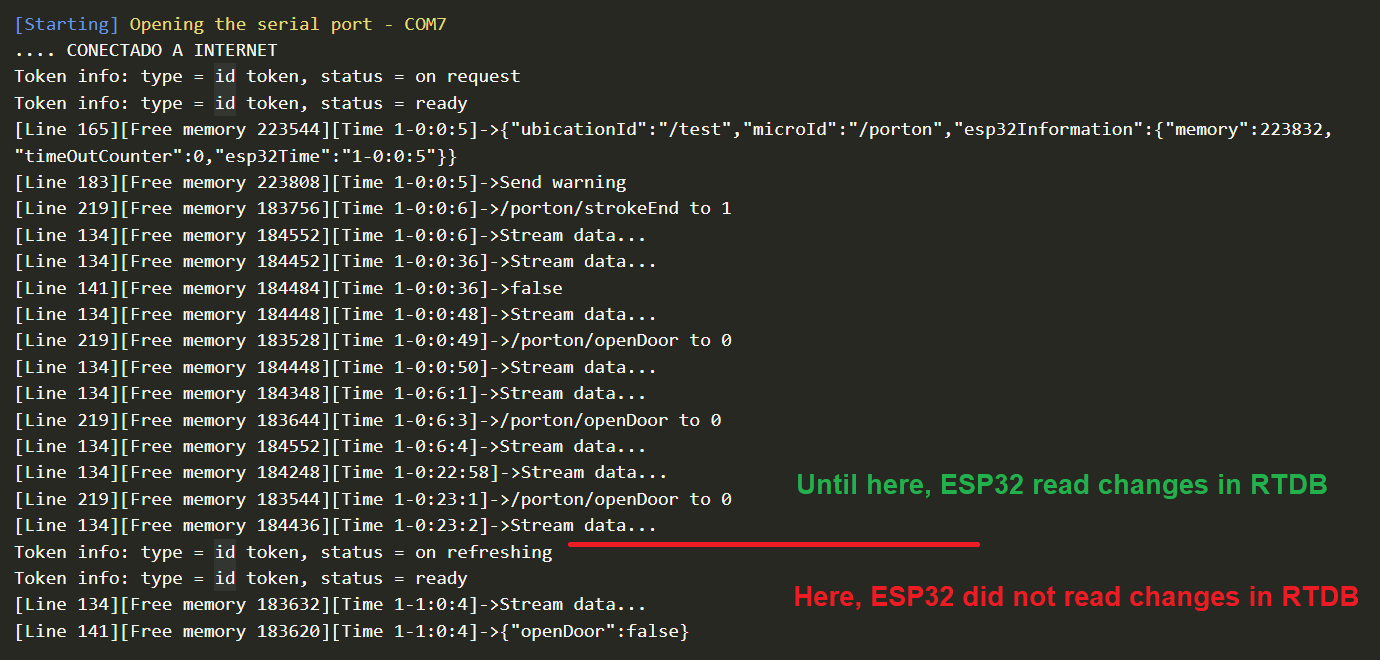 [Starting] Opening the serial port - COM7
.... CONECTADO A INTERNET
Token info: type = id token, status = on request
Token info: type = id token, status = ready
[Line 165][Free memory 223544][Time 1-0:0:5]->{"ubicationId":"/test","microId":"/porton","esp32Information":{"memory":223832,
"timeOutCounter":0,"esp32Time":"1-0:0:5"}}
[Line 183][Free memory 223808][Time 1-0:0:5]->Send warning
[Line 219][Free memory 183756][Time 1-0:0:6]->/porton/strokeEnd to 1
[Line 134][Free memory 184552][Time 1-0:0:6]->Stream data...
[Line 134][Free memory 184452][Time 1-0:0:36]->Stream data...
[Line 141][Free memory 184484][Time 1-0:0:36]->false
[Line 134][Free memory 184448][Time 1-0:0:48]->Stream data...
[Line 219][Free memory 183528][Time 1-0:0:49]->/porton/openDoor to 0
[Line 134][Free memory 184448][Time 1-0:0:50]->Stream data...
[Line 134][Free memory 184348][Time 1-0:6:1]->Stream data...
[Line 219][Free memory 183644][Time 1-0:6:3]->/porton/openDoor to 0
[Line 134][Free memory 184552][Time 1-0:6:4]->Stream data...
[Line 134][Free memory 184248][Time 1-0:22:58]->Stream data...
Until here, ESP32 read changes in RTDB
[Line 219][Free memory 183544][Time 1-0:23:1]->/porton/openDoor to 0
[Line 134][Free memory 184436][Time 1-0:23:2]->Stream data...
Token info: type = id token, status = on refreshing
Token info: type = id token, status = ready
Here, ESP32 did not read changes in RTDB
[Line 134][Free memory 183632][Time 1-1:0:4]->Stream data...
[Line 141][Free memory 183620][Time 1-1:0:4]->{"openDoor":false}